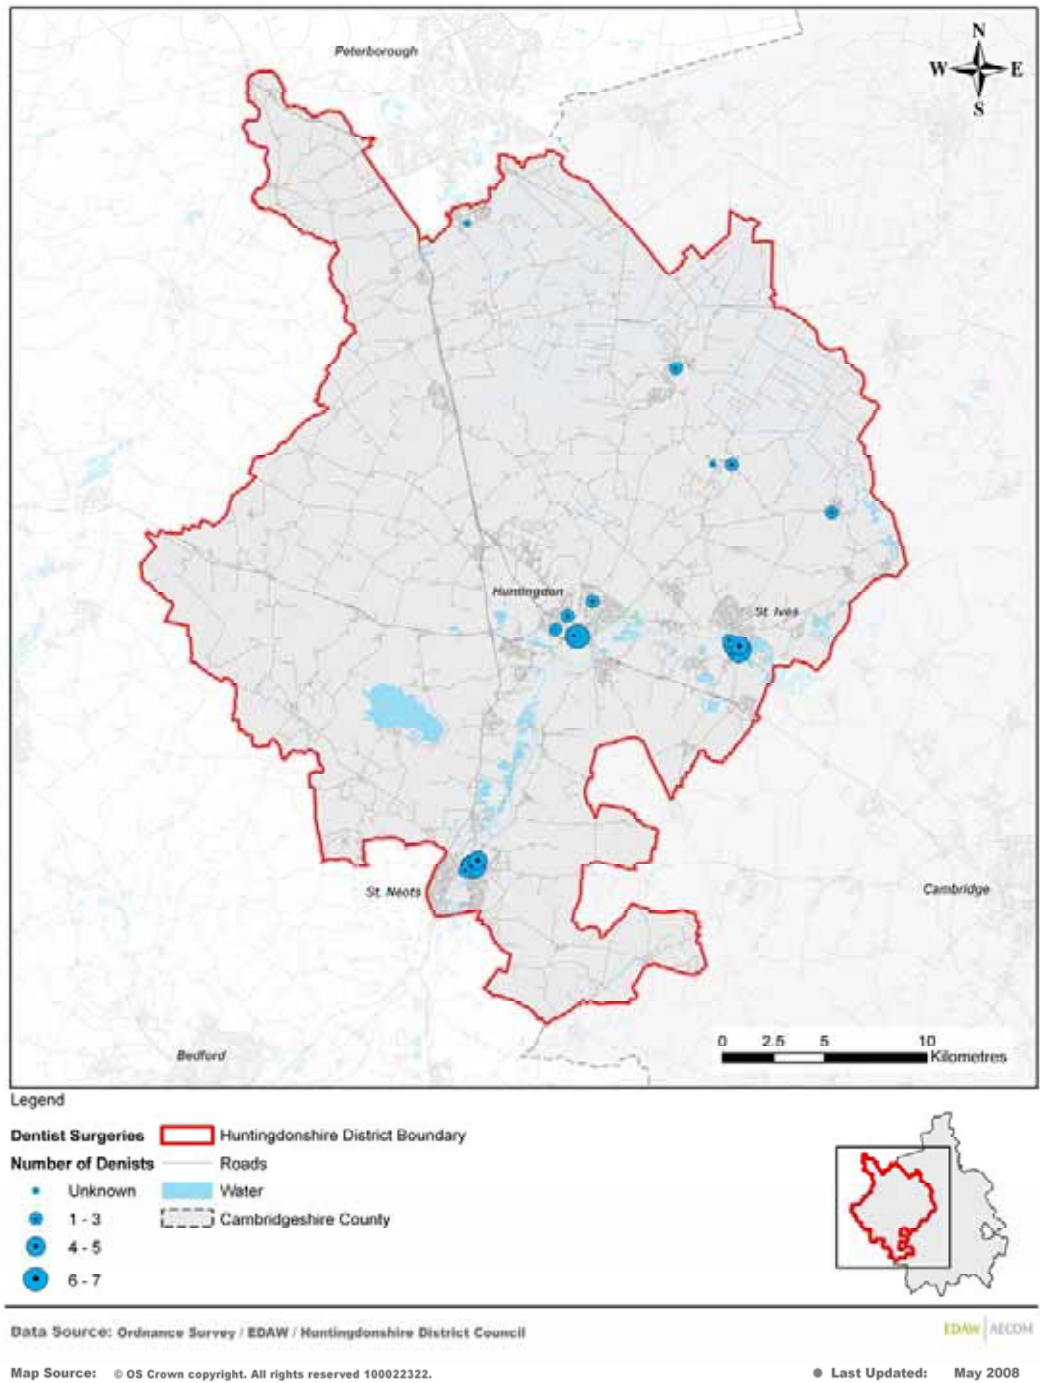 Peterborough
N
W E
S
Huntingdon
St. Ives
St. Neots
Cambridge
Bedford
0 2.5 5 10
Kilometres
Legend
Dentist Surgeries
Huntingdonshire District Boundary
Number of Denists
Roads
Unknown
Water
1 - 3
Cambridgeshire County
4 - 5
6 - 7
Data Source: Ordnance Survey / EDAW / Huntingdonshire District Council
EDAW AECOM
Map Source: © OS Crown copyright. All rights reserved 100022322.
Last Updated: May 2008